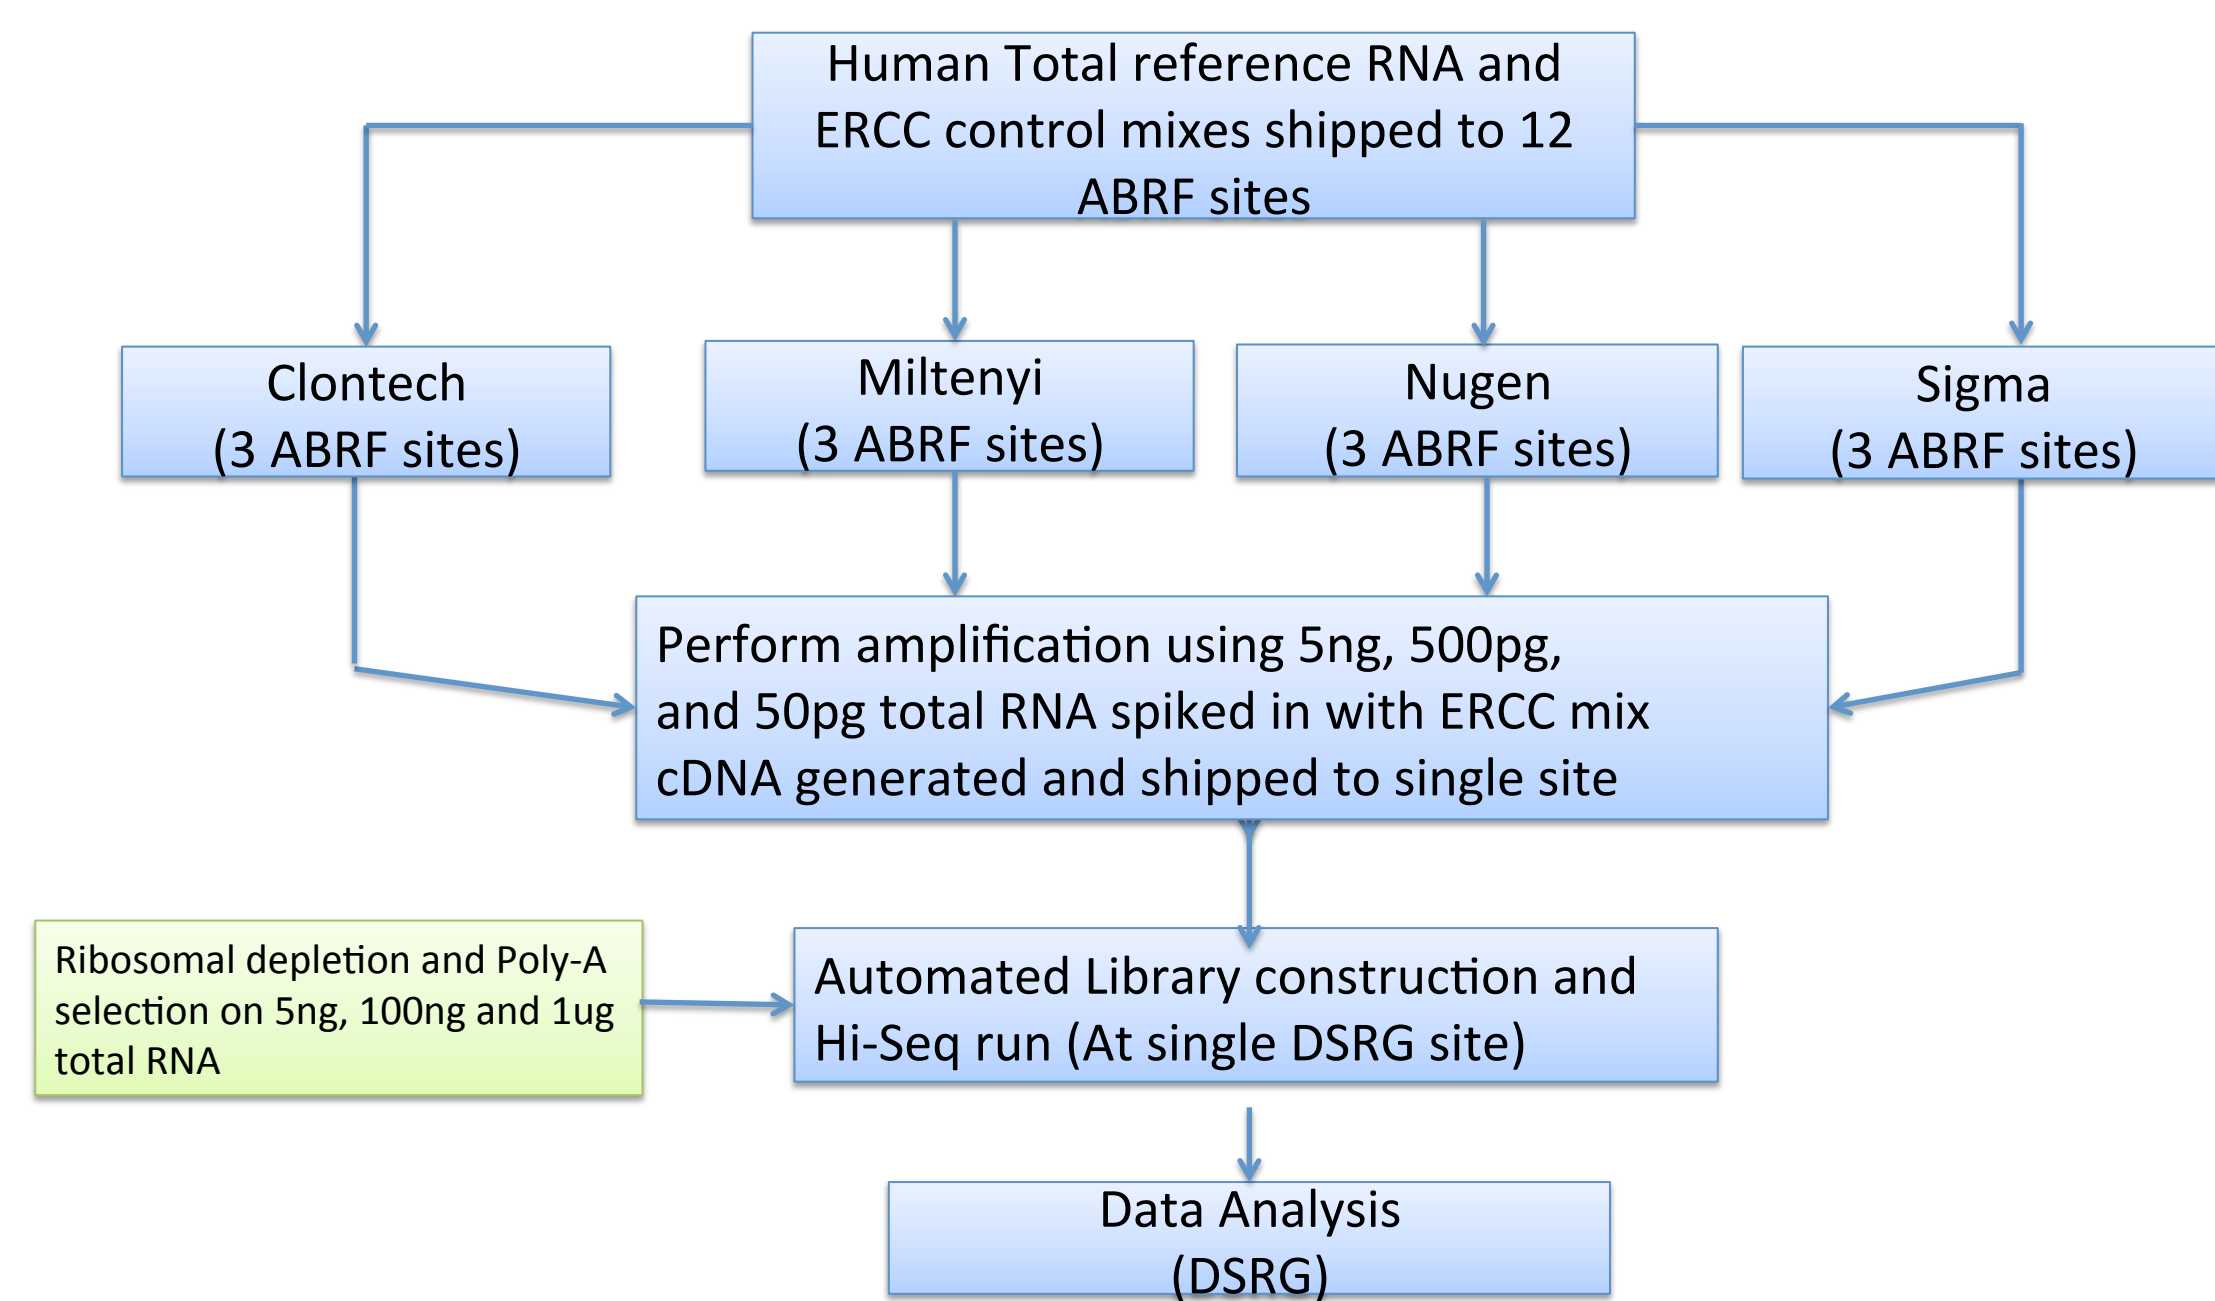 Human Total reference RNA and
ERCC control mixes shipped to 12
ABRF sites
Clontech
(3 ABRF sites)
Miltenyi
(3 ABRF sites)
Nugen
(3 ABRF sites)
Sigma
(3 ABRF sites)
Perform amplification using 5ng, 500pg,
and 50pg total RNA spiked in with ERCC mix
cDNA generated and shipped to single site
Ribosomal depletion and Poly-A
selection on 5ng, 100ng and 1ug
total RNA
Automated Library construction and
Hi-Seq run (At single DSRG site)
Data Analysis
(DSRG)